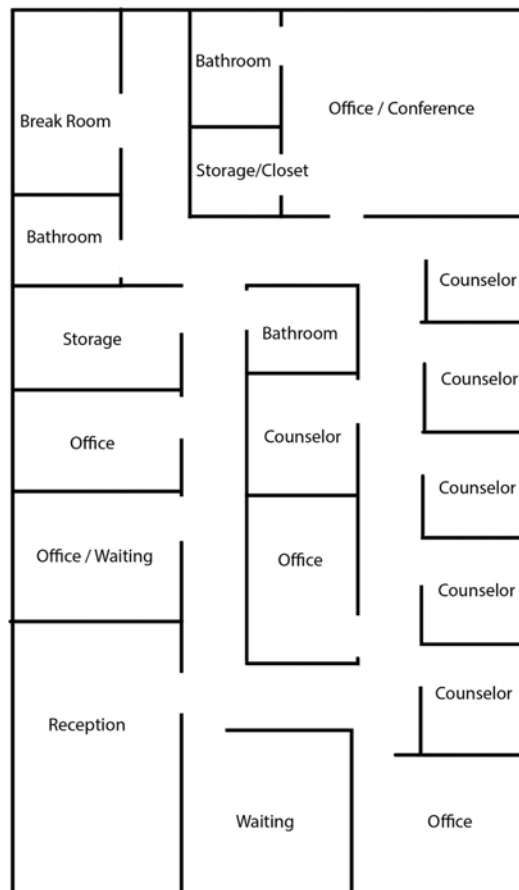 Bathroom
Office / Conference
Break Room
Storage/Closet
Bathroom
Counselor
Storage
Bathroom
Counselor
Office
Counselor
Counselor
Office / Waiting
Office
Counselor
Counselor
Reception
Waiting
Office